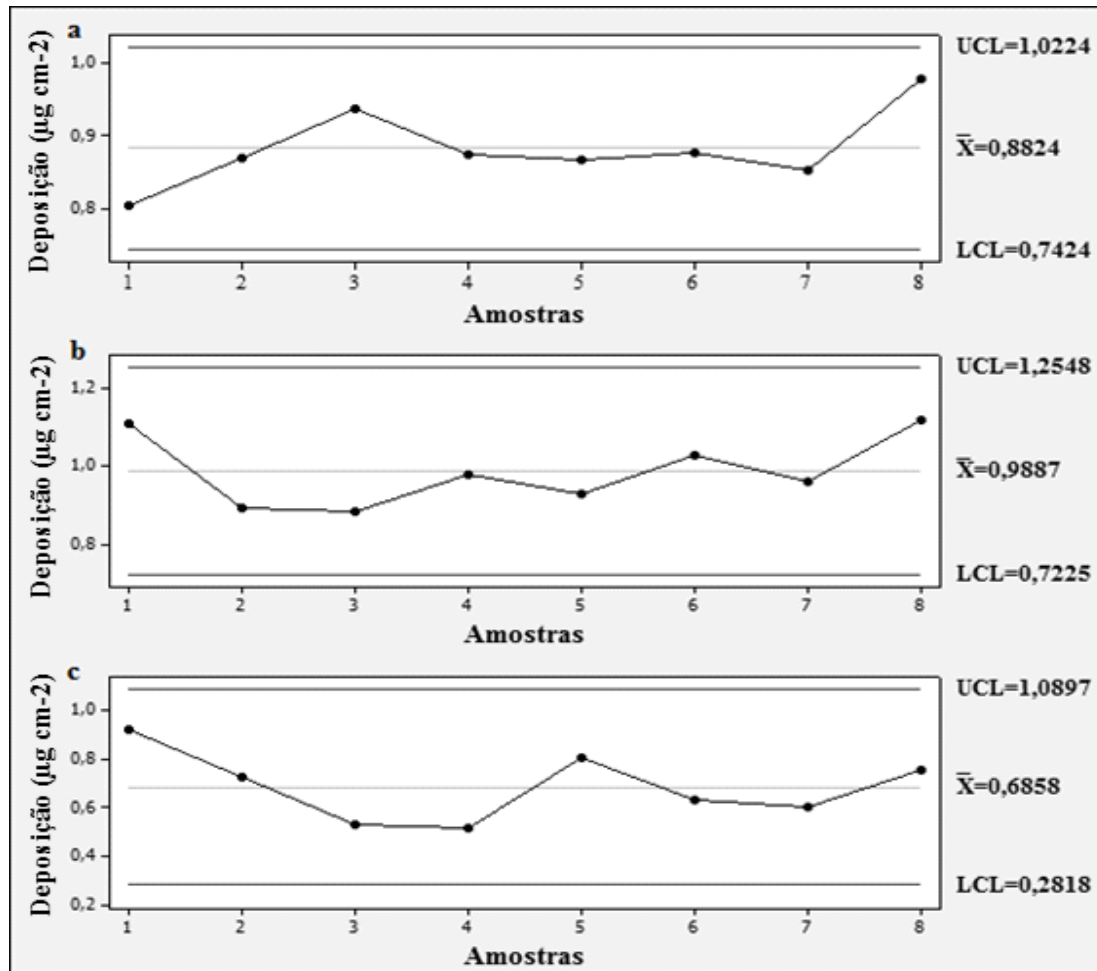 a
Deposição (µg cm-2)
1,0
0,9
0,8
UCL=1,0224
X̿=0,8824
LCL=0,7424
1 2 3 4 5 6 7 8
Amostras
b
Deposição (µg cm-2)
1,2
1,0
0,8
UCL=1,2548
X̿=0,9887
LCL=0,7225
1 2 3 4 5 6 7 8
Amostras
c
Deposição (µg cm-2)
1,0
0,8
0,6
0,4
0,2
UCL=1,0897
X̿=0,6858
LCL=0,2818
1 2 3 4 5 6 7 8
Amostras